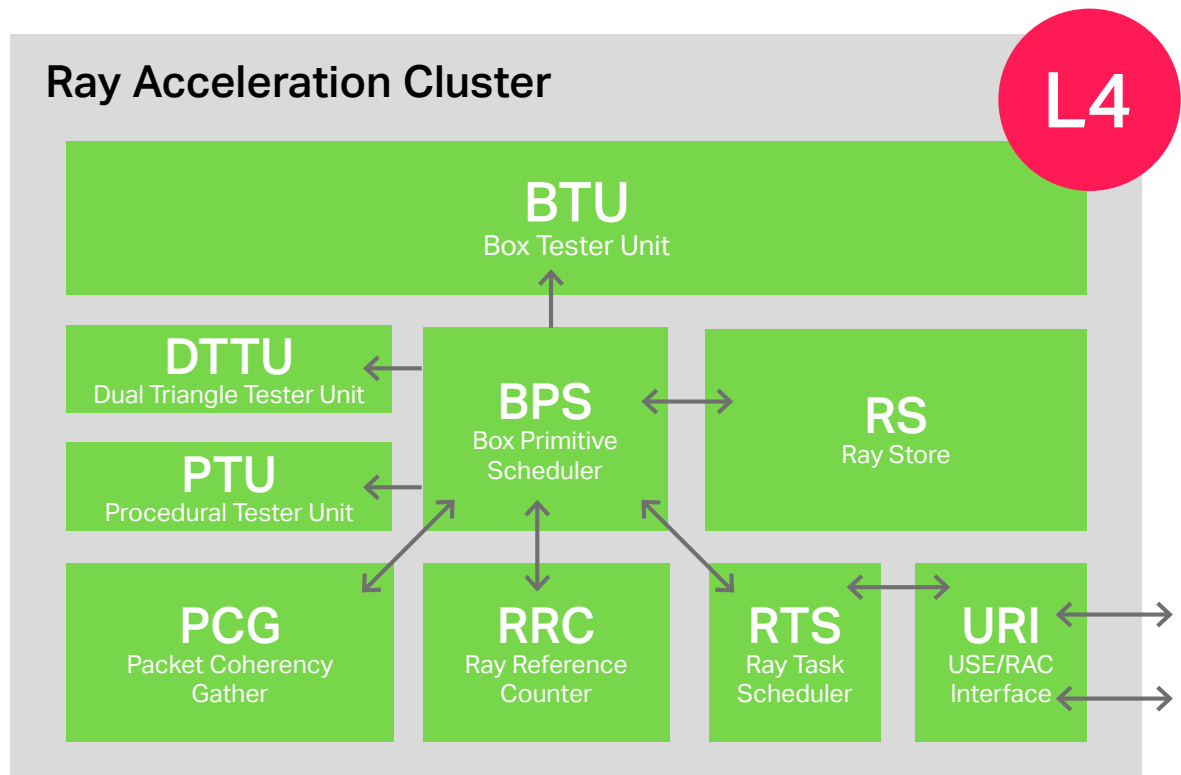 Ray Acceleration Cluster
L4
BTU
Box Tester Unit
DTTU
Dual Triangle Tester Unit
BPS
Box Primitive
Scheduler
RS
Ray Store
PTU
Procedural Tester Unit
PCG
Packet Coherency
Gather
RRC
Ray Reference
Counter
RTS
Ray Task
Scheduler
URI
USE/RAC
Interface